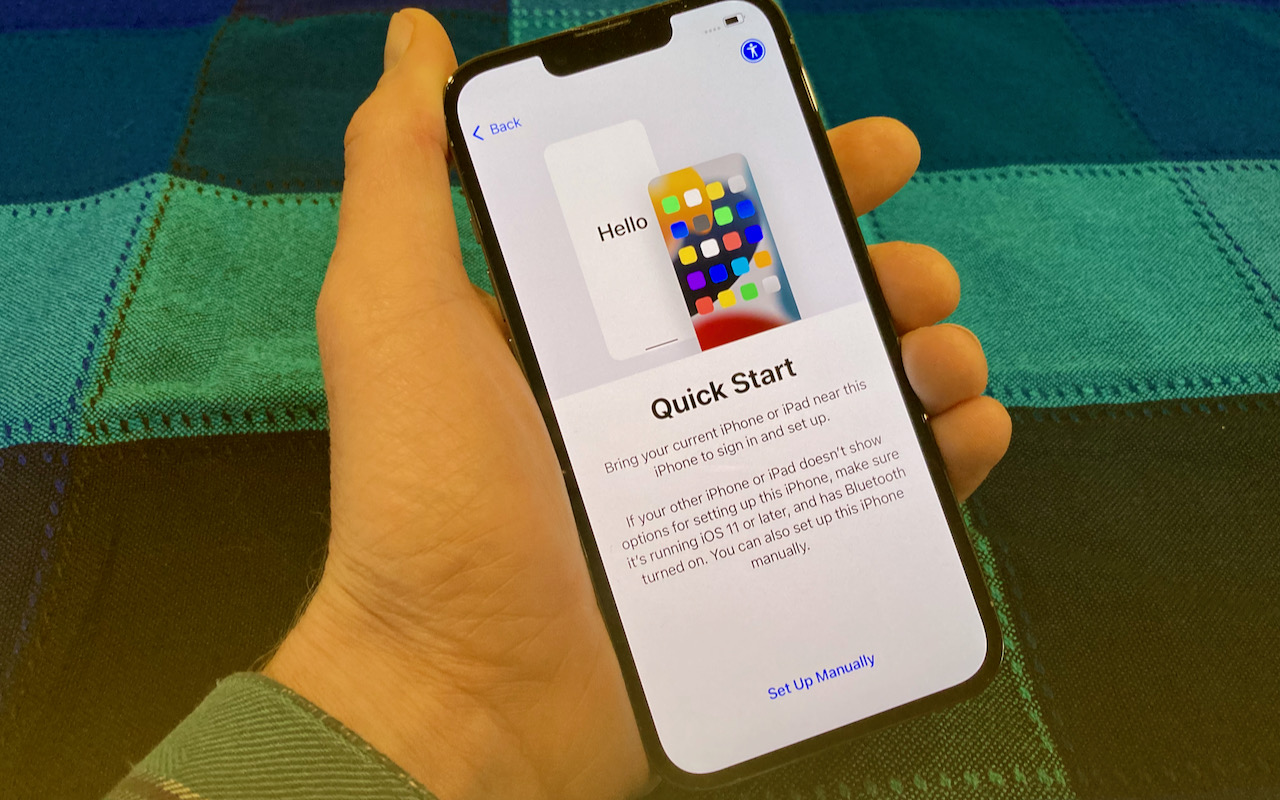 Back
Hello
Quick Start
Bring your current iPhone or iPad near this
iPhone to sign in and set up.
If your other iPhone or iPad doesn't show
options for setting up this iPhone, make sure
it's running iOS 11 or later, and has Bluetooth
turned on. You can also set up this iPhone
manually.
Set Up Manually